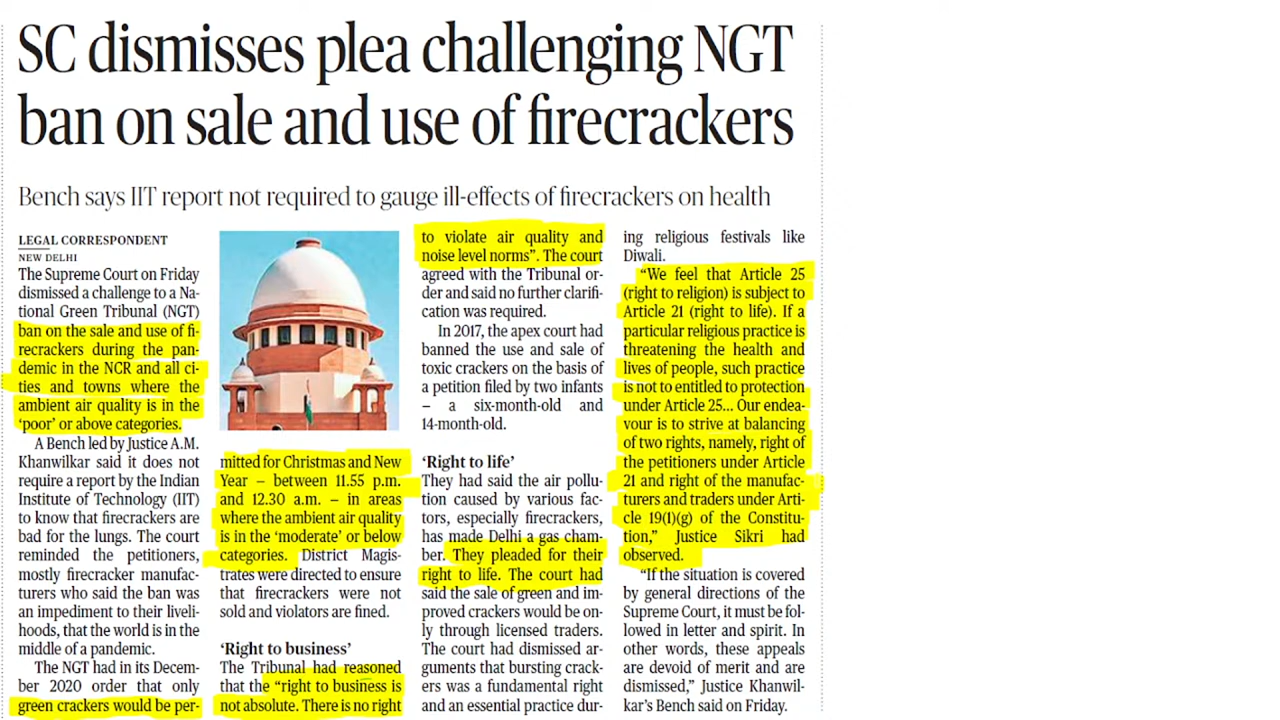 SC dismisses plea challenging NGT
ban on sale and use of firecrackers
Bench says IIT report not required to gauge ill-effects of firecrackers on health
LEGAL CORRESPONDENT
NEW DELHI
The Supreme Court on Friday
dismissed a challenge to a Na-
tional Green Tribunal (NGT)
ban on the sale and use of fi-
recrackers during the pan-
demic in the NCR and all ci-
ties and towns where the
ambient air quality is in the
‘poor’ or above categories.
A Bench led by Justice A.M.
Khanwilkar said it does not
require a report by the Indian
Institute of Technology (IIT)
to know that firecrackers are
bad for the lungs. The court
reminded the petitioners,
mostly firecracker manufac-
turers who said the ban was
an impediment to their liveli-
hoods, that the world is in the
middle of a pandemic.
The NGT had in its Decem-
ber 2020 order that only
green crackers would be per-
mitted for Christmas and New
Year – between 11.55 p.m.
and 12.30 a.m. – in areas
where the ambient air quality
is in the ‘moderate’ or below
categories. District Magis-
trates were directed to ensure
that firecrackers were not
sold and violators are fined.
‘Right to business’
The Tribunal had reasoned
that the “right to business is
not absolute. There is no right
to violate air quality and
noise level norms”. The court
agreed with the Tribunal or-
der and said no further clarifi-
cation was required.
In 2017, the apex court had
banned the use and sale of
toxic crackers on the basis of
a petition filed by two infants
– a six-month-old and
14-month-old.
‘Right to life’
They had said the air pollu-
tion caused by various fac-
tors, especially firecrackers,
has made Delhi a gas cham-
ber. They pleaded for their
right to life. The court had
said the sale of green and im-
proved crackers would be on-
ly through licensed traders.
The court had dismissed ar-
guments that bursting crack-
ers was a fundamental right
and an essential practice dur-
ing religious festivals like
Diwali.
“We feel that Article 25
(right to religion) is subject to
Article 21 (right to life). If a
particular religious practice is
threatening the health and
lives of people, such practice
is not to entitled to protection
under Article 25... Our endea-
vour is to strive at balancing
of two rights, namely, right of
the petitioners under Article
21 and right of the manufac-
turers and traders under Arti-
cle 19(1)(g) of the Constitu-
tion,” Justice Sikri had
observed.
“If the situation is covered
by general directions of the
Supreme Court, it must be fol-
lowed in letter and spirit. In
other words, these appeals
are devoid of merit and are
dismissed,” Justice Khanwil-
kar’s Bench said on Friday.